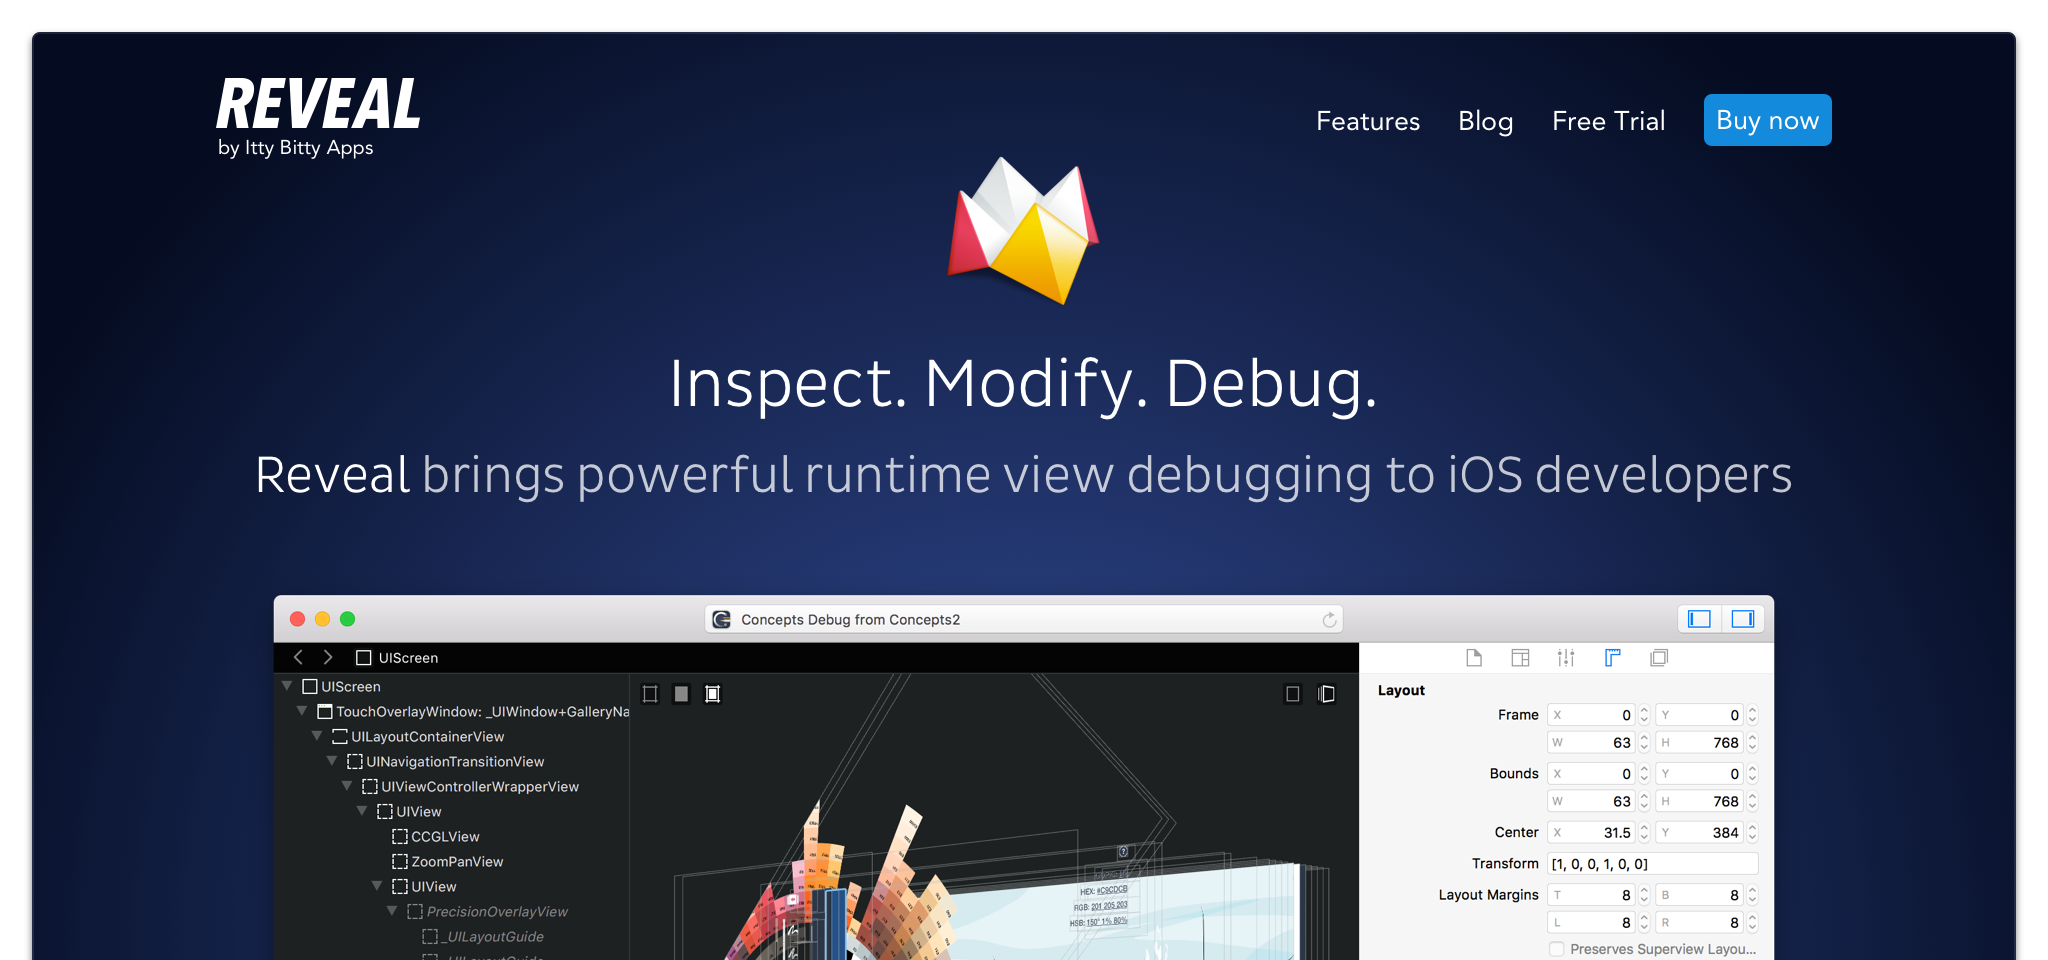 REVEAL
by Itty Bitty Apps
Features Blog Free Trial Buy now
Inspect. Modify. Debug.
Reveal brings powerful runtime view debugging to iOS developers
Concepts Debug from Concepts2
UIScreen
UIScreen
TouchOverlayWindow: _UIWindow+GalleryNa
UILayoutContainerView
UINavigationTransitionView
UIViewControllerWrapperView
UIView
CCGLView
ZoomPanView
UIView
PrecisionOverlayView
_UILayoutGuide
_UILayoutGuide
HEX: #C9CDCB
RGB: 201 205 203
HSB: 150° 1% 80%
Layout
Frame X 0 Y 0
W 63 H 768
Bounds X 0 Y 0
W 63 H 768
Center X 31.5 Y 384
Transform [1, 0, 0, 1, 0, 0]
Layout Margins T 8 B 8
L 8 R 8
Preserves Superview Layou...